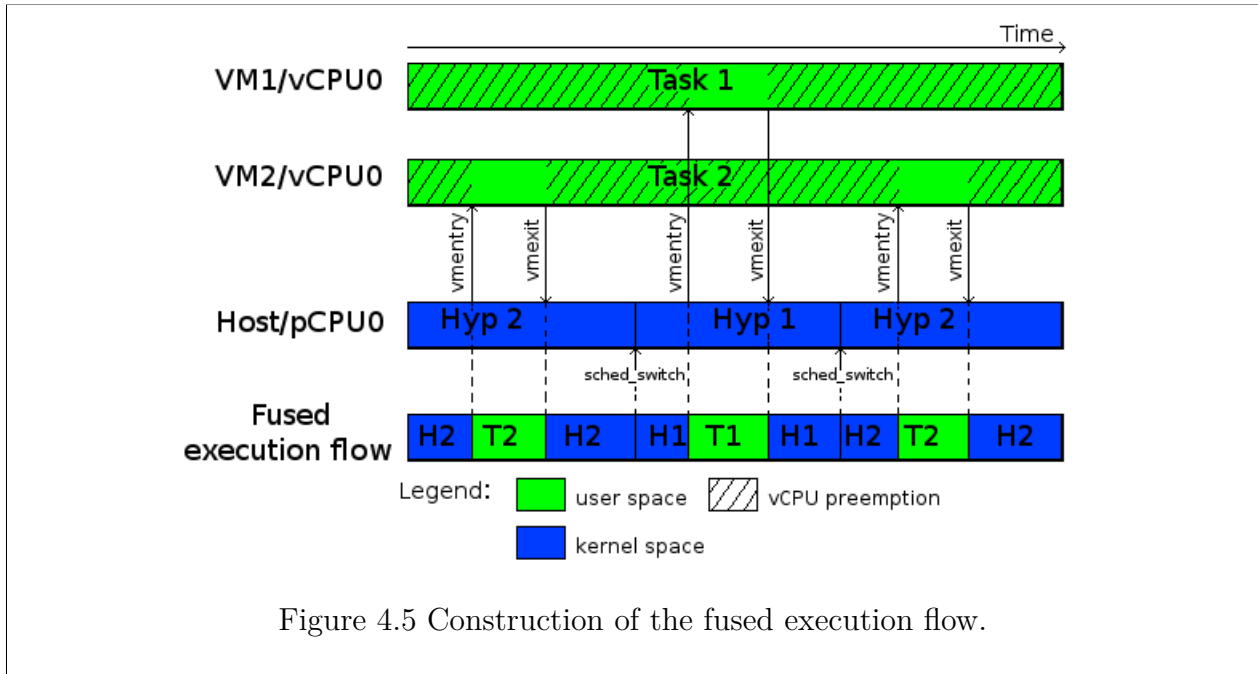 Time
VM1/vCPU0
Task 1
VM2/vCPU0
Task 2
vmentry
vmexit
vmentry
vmexit
vmentry
vmexit
Host/pCPU0
Hyp 2
Hyp 1
Hyp 2
sched_switch
sched_switch
Fused
execution flow
H2 T2 H2 H1 T1 H1 H2 T2 H2
Legend:
user space
vCPU preemption
kernel space
Figure 4.5 Construction of the fused execution flow.